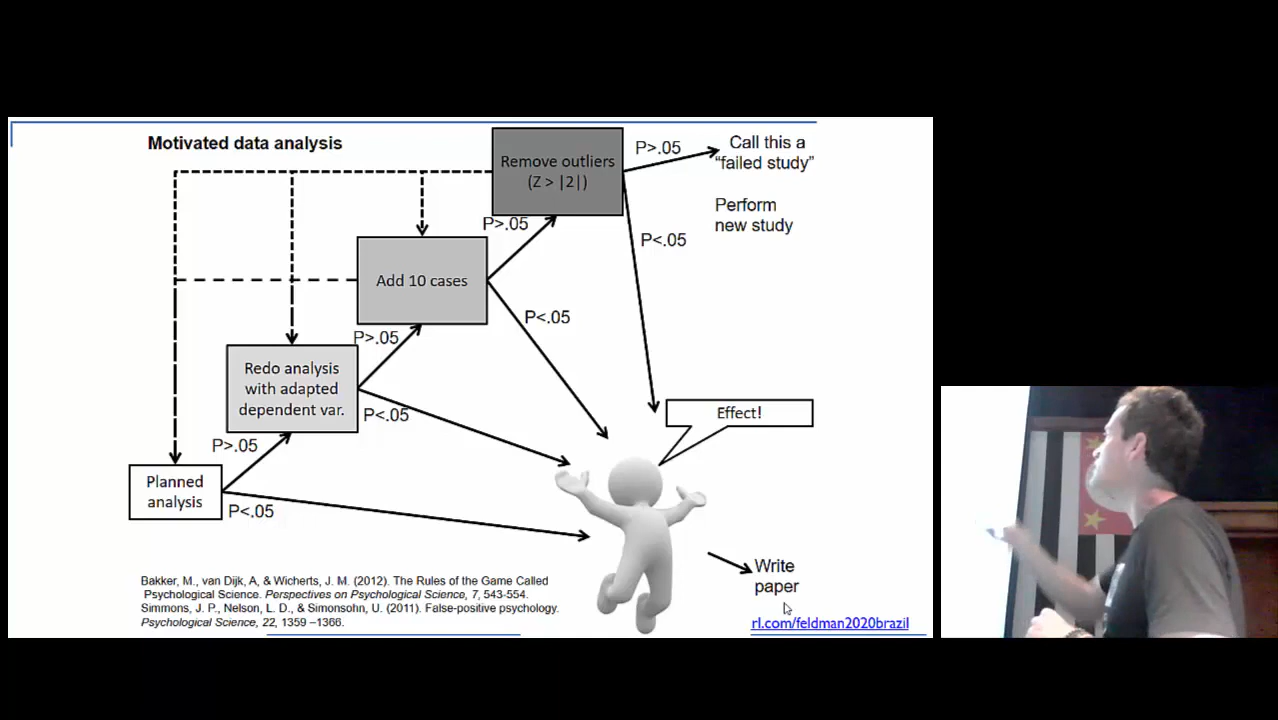 Motivated data analysis
Remove outliers
(Z > |2|)
P>.05
Call this a
“failed study”
Perform
new study
P>.05
P<.05
Add 10 cases
P<.05
P>.05
Redo analysis
with adapted
dependent var.
P<.05
Effect!
P>.05
Planned
analysis
P<.05
Write
paper
Bakker, M., van Dijk, A, & Wicherts, J. M. (2012). The Rules of the Game Called
Psychological Science. Perspectives on Psychological Science, 7, 543-554.
Simmons, J. P., Nelson, L. D., & Simonsohn, U. (2011). False-positive psychology.
Psychological Science, 22, 1359 –1366.
rl.com/feldman2020brazil